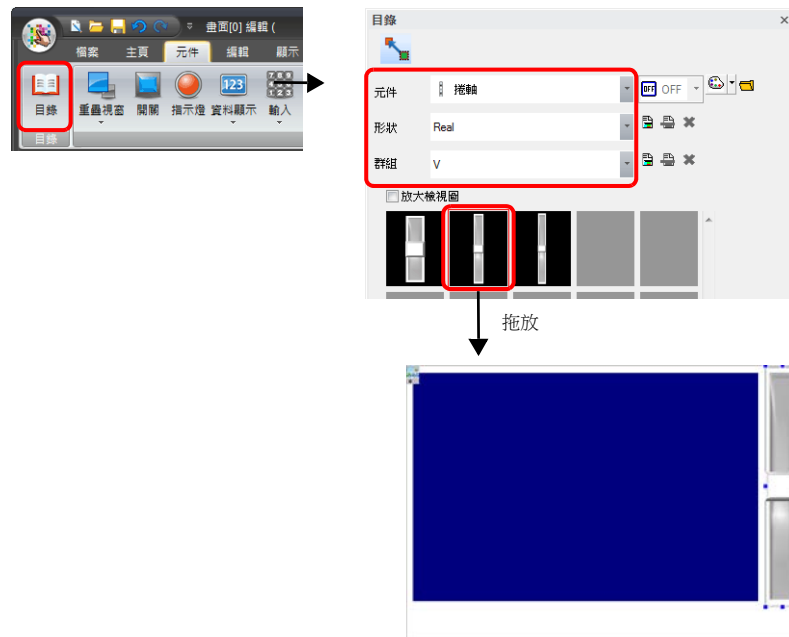 畫面[0] 編輯 (
檔案 主頁 元件 編輯 顯示
123
目錄 重疊視窗 開關 指示燈 資料顯示 輸入
目錄
目錄
元件 捲軸 OFF OFF
形狀 Real
群組 V
放大檢視圖
拖放